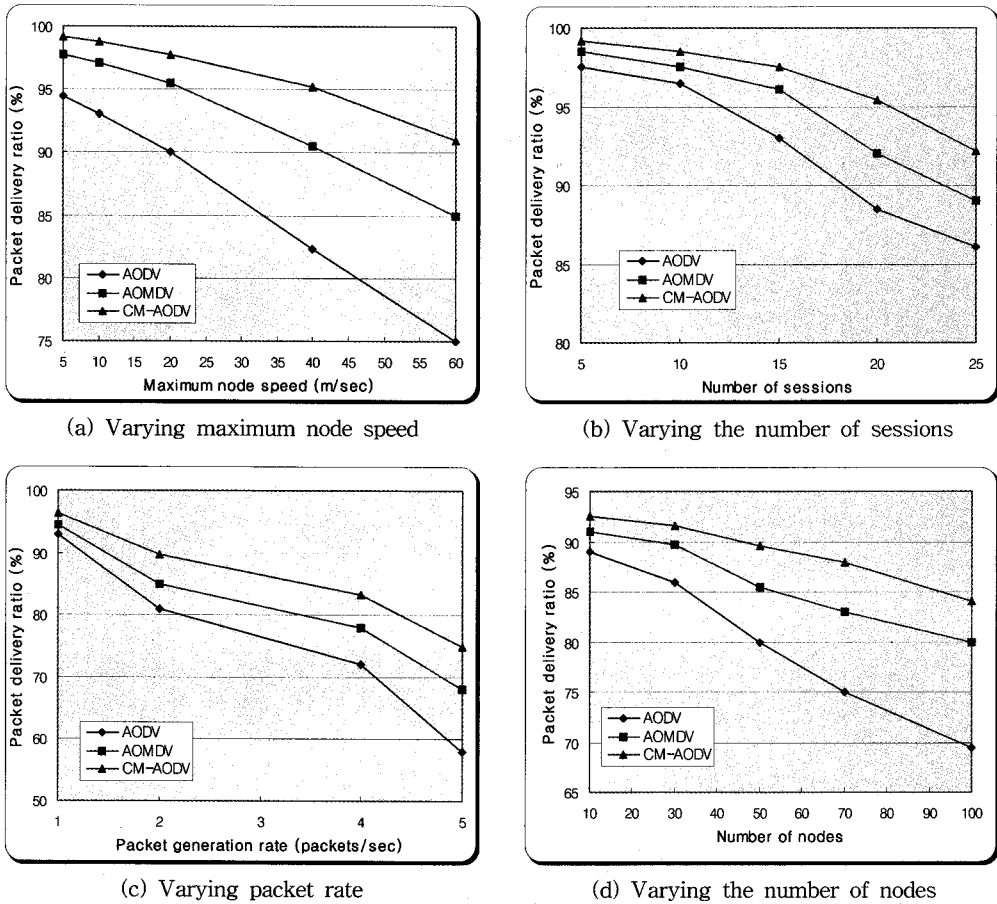 Packet delivery ratio (%)
100
95
90
85
80
75
AODV
AOMDV
CM-AODV
5 10 15 20 25 30 35 40 45 50 55 60
Maximum node speed (m/sec)
(a) Varying maximum node speed
Packet delivery ratio (%)
100
95
90
85
80
AODV
AOMDV
CM-AODV
5 10 15 20 25
Number of sessions
(b) Varying the number of sessions
Packet delivery ratio (%)
100
90
80
70
60
50
AODV
AOMDV
CM-AODV
1 2 3 4 5
Packet generation rate (packets/sec)
(c) Varying packet rate
Packet delivery ratio (%)
95
90
85
80
75
70
65
AODV
AOMDV
CM-AODV
10 20 30 40 50 60 70 80 90 100
Number of nodes
(d) Varying the number of nodes